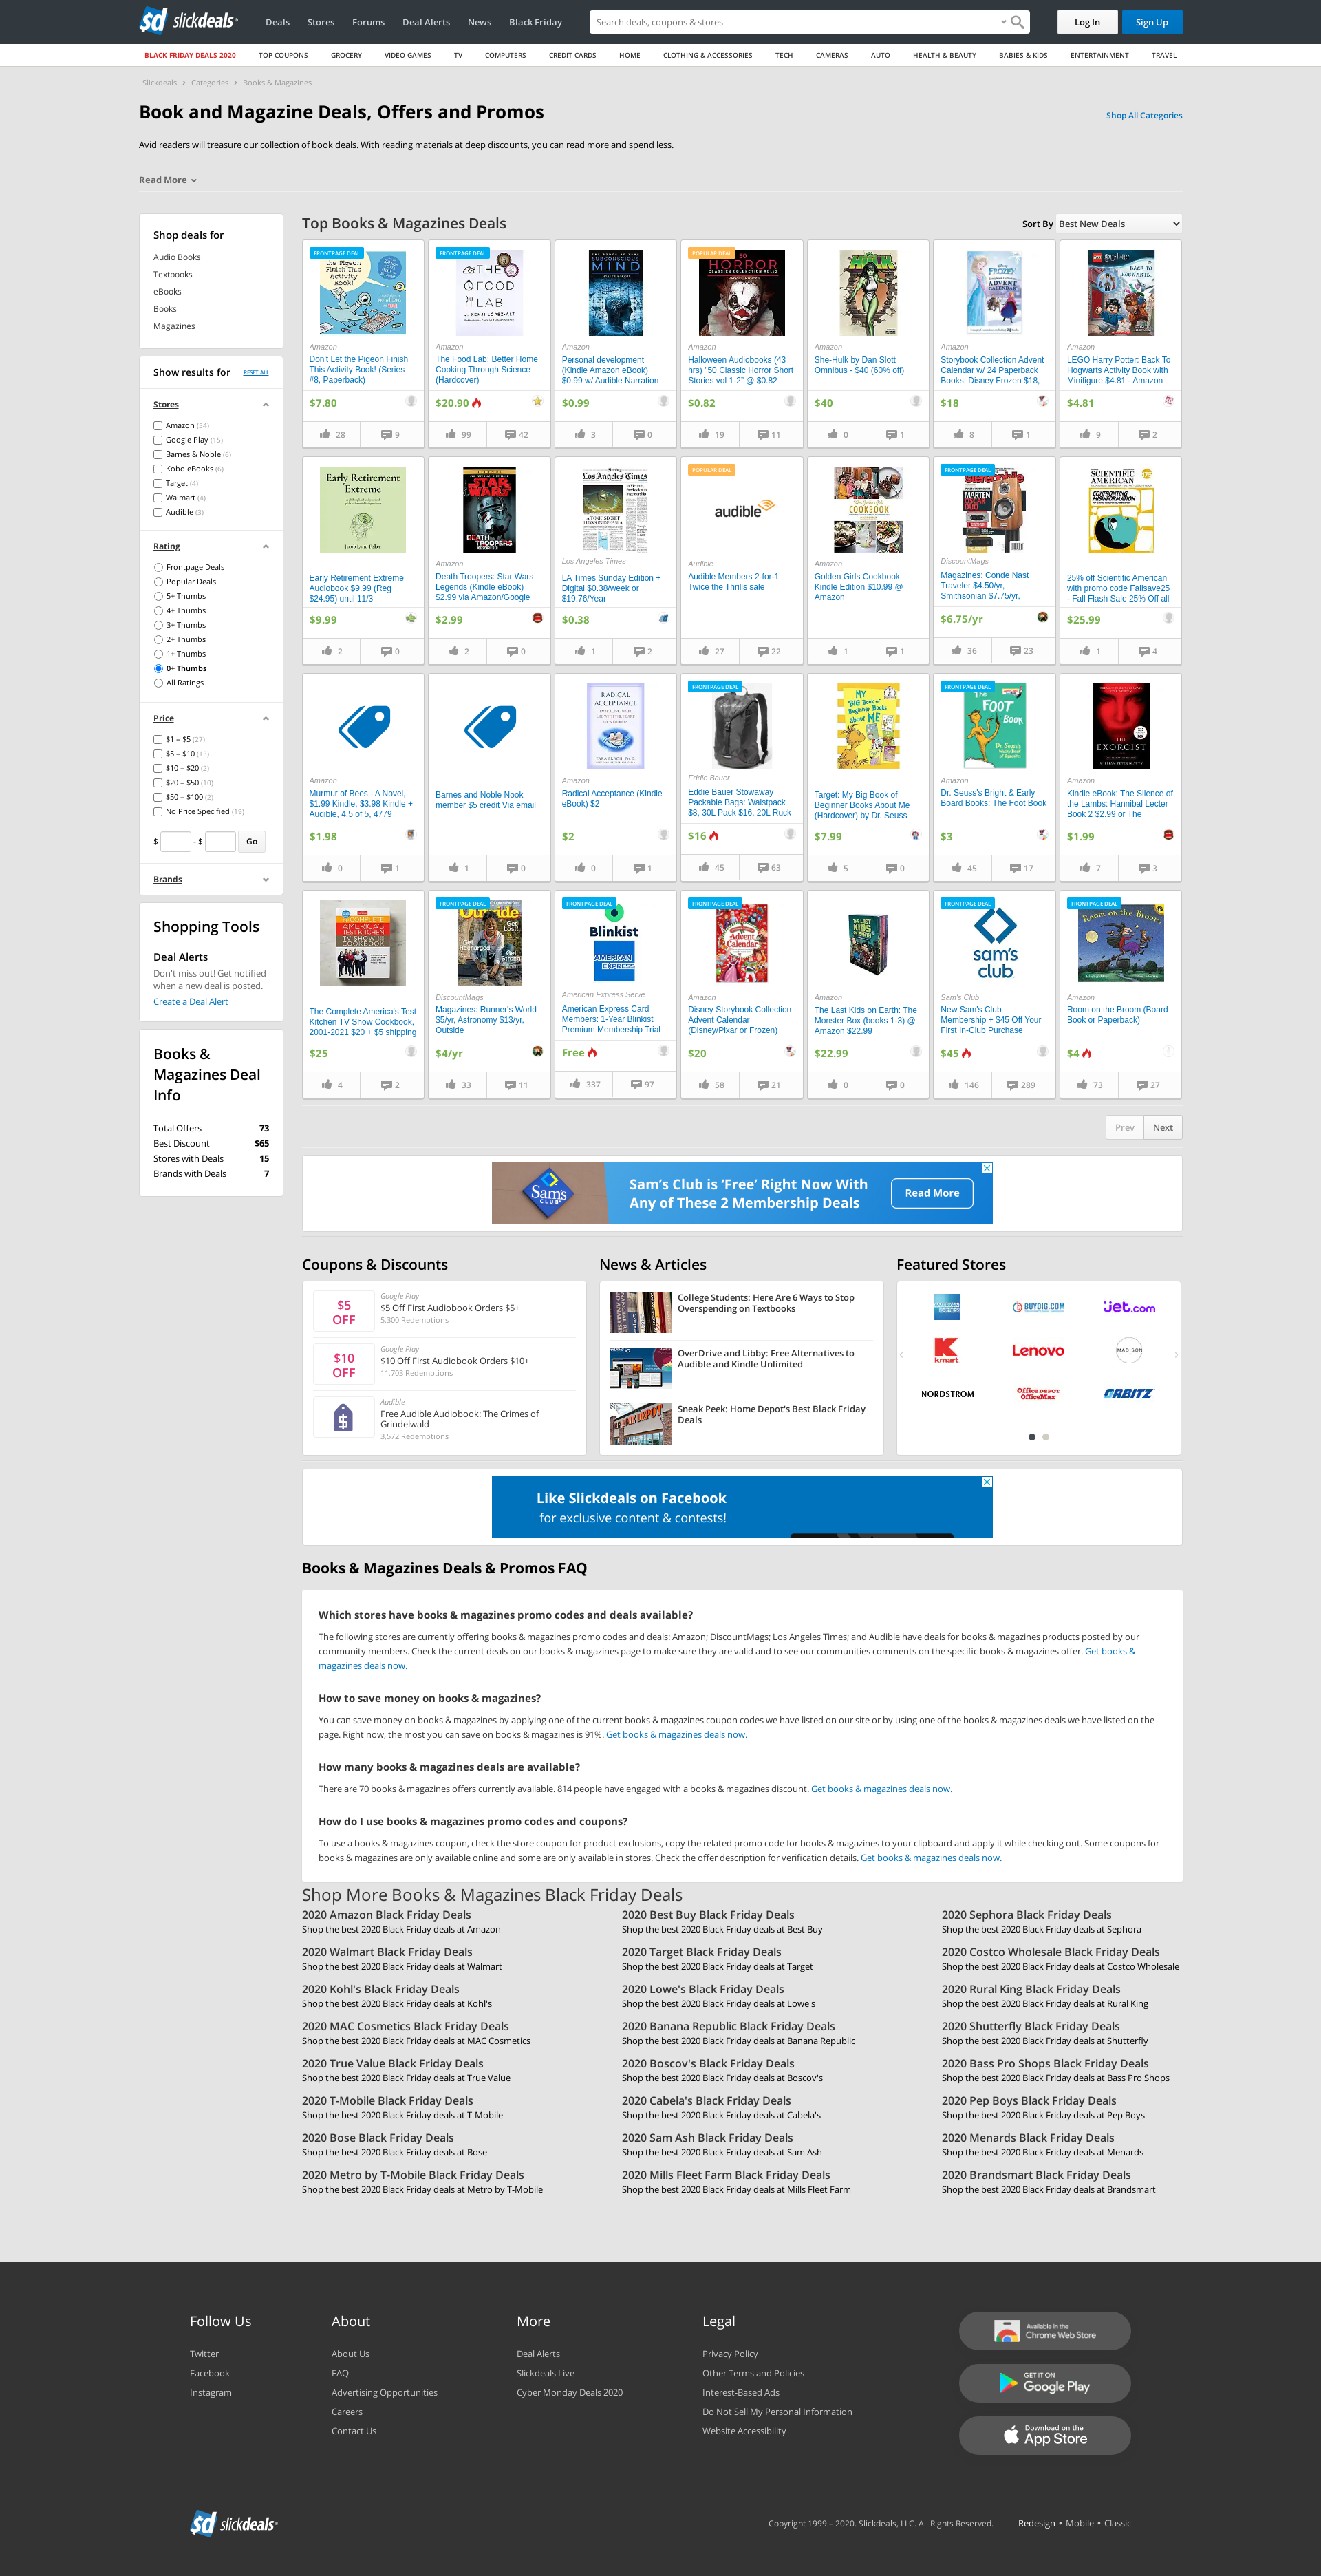 slickdeals
Deals Stores Forums Deal Alerts News Black Friday
Search deals, coupons & stores
Log In Sign Up
BLACK FRIDAY DEALS 2020 TOP COUPONS GROCERY VIDEO GAMES TV COMPUTERS CREDIT CARDS HOME CLOTHING & ACCESSORIES TECH CAMERAS AUTO HEALTH & BEAUTY BABIES & KIDS ENTERTAINMENT TRAVEL
Slickdeals > Categories > Books & Magazines
Book and Magazine Deals, Offers and Promos
Shop All Categories
Avid readers will treasure our collection of book deals. With reading materials at deep discounts, you can read more and spend less.
Read More
Shop deals for
Audio Books
Textbooks
eBooks
Books
Magazines
Show results for RESET ALL
Stores
Amazon (54)
Google Play (15)
Barnes & Noble (6)
Kobo eBooks (6)
Target (4)
Walmart (4)
Audible (3)
Rating
Frontpage Deals
Popular Deals
5+ Thumbs
4+ Thumbs
3+ Thumbs
2+ Thumbs
1+ Thumbs
0+ Thumbs
All Ratings
Price
$1 – $5 (27)
$5 – $10 (13)
$10 – $20 (2)
$20 – $50 (10)
$50 – $100 (2)
No Price Specified (19)
$ - $ Go
Brands
Shopping Tools
Deal Alerts
Don't miss out! Get notified
when a new deal is posted.
Create a Deal Alert
Books &
Magazines Deal
Info
Total Offers 73
Best Discount $65
Stores with Deals 15
Brands with Deals 7
Top Books & Magazines Deals
Sort By Best New Deals
FRONTPAGE DEAL
Amazon
Don't Let the Pigeon Finish
This Activity Book! (Series
#8, Paperback)
$7.80
28 9
FRONTPAGE DEAL
THE FOOD LAB
Amazon
The Food Lab: Better Home
Cooking Through Science
(Hardcover)
$20.90
99 42
MIND
Amazon
Personal development
(Kindle Amazon eBook)
$0.99 w/ Audible Narration
$0.99
3 0
POPULAR DEAL
HORROR
Amazon
Halloween Audiobooks (43
hrs) "50 Classic Horror Short
Stories vol 1-2" @ $0.82
$0.82
19 11
Amazon
She-Hulk by Dan Slott
Omnibus - $40 (60% off)
$40
0 1
FROZEN
ADVENT CALENDAR
Amazon
Storybook Collection Advent
Calendar w/ 24 Paperback
Books: Disney Frozen $18,
$18
8 1
BACK TO HOGWARTS
Amazon
LEGO Harry Potter: Back To
Hogwarts Activity Book with
Minifigure $4.81 - Amazon
$4.81
9 2
Early Retirement
Extreme
Jacob Lund Fisker
Early Retirement Extreme
Audiobook $9.99 (Reg
$24.95) until 11/3
$9.99
2 0
STAR WARS
DEATH TROOPERS
Amazon
Death Troopers: Star Wars
Legends (Kindle eBook)
$2.99 via Amazon/Google
$2.99
2 0
Los Angeles Times
Los Angeles Times
LA Times Sunday Edition +
Digital $0.38/week or
$19.76/Year
$0.38
1 2
POPULAR DEAL
audible
Audible
Audible Members 2-for-1
Twice the Thrills sale
27 22
COOKBOOK
Amazon
Golden Girls Cookbook
Kindle Edition $10.99 @
Amazon
1 1
FRONTPAGE DEAL
stereophile
DiscountMags
Magazines: Conde Nast
Traveler $4.50/yr,
Smithsonian $7.75/yr,
$6.75/yr
36 23
SCIENTIFIC AMERICAN
CONFRONTING MISINFORMATION
25% off Scientific American
with promo code Fallsave25
- Fall Flash Sale 25% Off all
$25.99
1 4
Amazon
Murmur of Bees - A Novel,
$1.99 Kindle, $3.98 Kindle +
Audible, 4.5 of 5, 4779
$1.98
0 1
Barnes and Noble Nook
member $5 credit Via email
1 0
RADICAL ACCEPTANCE
Amazon
Radical Acceptance (Kindle
eBook) $2
$2
0 1
FRONTPAGE DEAL
Eddie Bauer
Eddie Bauer Stowaway
Packable Bags: Waistpack
$8, 30L Pack $16, 20L Ruck
$16
45 63
MY BIG Book of Beginner Books about ME
Target: My Big Book of
Beginner Books About Me
(Hardcover) by Dr. Seuss
$7.99
5 0
FRONTPAGE DEAL
The FOOT BOOK
Amazon
Dr. Seuss's Bright & Early
Board Books: The Foot Book
$3
45 17
THE EXORCIST
Amazon
Kindle eBook: The Silence of
the Lambs: Hannibal Lecter
Book 2 $2.99 or The
$1.99
7 3
The Complete America's Test
Kitchen TV Show Cookbook,
2001-2021 $20 + $5 shipping
$25
4 2
FRONTPAGE DEAL
Outside
DiscountMags
Magazines: Runner's World
$5/yr, Astronomy $13/yr,
Outside
$4/yr
33 11
FRONTPAGE DEAL
Blinkist
AMERICAN EXPRESS
American Express Serve
American Express Card
Members: 1-Year Blinkist
Premium Membership Trial
Free
337 97
FRONTPAGE DEAL
Advent Calendar
Amazon
Disney Storybook Collection
Advent Calendar
(Disney/Pixar or Frozen)
$20
58 21
Amazon
The Last Kids on Earth: The
Monster Box (books 1-3) @
Amazon $22.99
$22.99
0 0
FRONTPAGE DEAL
sam's club
Sam's Club
New Sam's Club
Membership + $45 Off Your
First In-Club Purchase
$45
146 289
FRONTPAGE DEAL
Room on the Broom
Amazon
Room on the Broom (Board
Book or Paperback)
$4
73 27
Prev Next
Sam's CLUB
Sam's Club is 'Free' Right Now With
Any of These 2 Membership Deals
Read More
Coupons & Discounts
$5 OFF
Google Play
$5 Off First Audiobook Orders $5+
5,300 Redemptions
$10 OFF
Google Play
$10 Off First Audiobook Orders $10+
11,703 Redemptions
Audible
Free Audible Audiobook: The Crimes of
Grindelwald
3,572 Redemptions
News & Articles
College Students: Here Are 6 Ways to Stop
Overspending on Textbooks
OverDrive and Libby: Free Alternatives to
Audible and Kindle Unlimited
Sneak Peek: Home Depot's Best Black Friday
Deals
Featured Stores
BUYDIG.COM jet.com
kmart Lenovo MADISON
NORDSTROM Office DEPOT OfficeMax ORBITZ
Like Slickdeals on Facebook
for exclusive content & contests!
Books & Magazines Deals & Promos FAQ
Which stores have books & magazines promo codes and deals available?
The following stores are currently offering books & magazines promo codes and deals: Amazon; DiscountMags; Los Angeles Times; and Audible have deals for books & magazines products posted by our
community members. Check the current deals on our books & magazines page to make sure they are valid and to see our communities comments on the specific books & magazines offer. Get books &
magazines deals now.
How to save money on books & magazines?
You can save money on books & magazines by applying one of the current books & magazines coupon codes we have listed on our site or by using one of the books & magazines deals we have listed on the
page. Right now, the most you can save on books & magazines is 91%. Get books & magazines deals now.
How many books & magazines deals are available?
There are 70 books & magazines offers currently available. 814 people have engaged with a books & magazines discount. Get books & magazines deals now.
How do I use books & magazines promo codes and coupons?
To use a books & magazines coupon, check the store coupon for product exclusions, copy the related promo code for books & magazines to your clipboard and apply it while checking out. Some coupons for
books & magazines are only available online and some are only available in stores. Check the offer description for verification details. Get books & magazines deals now.
Shop More Books & Magazines Black Friday Deals
2020 Amazon Black Friday Deals 2020 Best Buy Black Friday Deals 2020 Sephora Black Friday Deals
Shop the best 2020 Black Friday deals at Amazon Shop the best 2020 Black Friday deals at Best Buy Shop the best 2020 Black Friday deals at Sephora
2020 Walmart Black Friday Deals 2020 Target Black Friday Deals 2020 Costco Wholesale Black Friday Deals
Shop the best 2020 Black Friday deals at Walmart Shop the best 2020 Black Friday deals at Target Shop the best 2020 Black Friday deals at Costco Wholesale
2020 Kohl's Black Friday Deals 2020 Lowe's Black Friday Deals 2020 Rural King Black Friday Deals
Shop the best 2020 Black Friday deals at Kohl's Shop the best 2020 Black Friday deals at Lowe's Shop the best 2020 Black Friday deals at Rural King
2020 MAC Cosmetics Black Friday Deals 2020 Banana Republic Black Friday Deals 2020 Shutterfly Black Friday Deals
Shop the best 2020 Black Friday deals at MAC Cosmetics Shop the best 2020 Black Friday deals at Banana Republic Shop the best 2020 Black Friday deals at Shutterfly
2020 True Value Black Friday Deals 2020 Boscov's Black Friday Deals 2020 Bass Pro Shops Black Friday Deals
Shop the best 2020 Black Friday deals at True Value Shop the best 2020 Black Friday deals at Boscov's Shop the best 2020 Black Friday deals at Bass Pro Shops
2020 T-Mobile Black Friday Deals 2020 Cabela's Black Friday Deals 2020 Pep Boys Black Friday Deals
Shop the best 2020 Black Friday deals at T-Mobile Shop the best 2020 Black Friday deals at Cabela's Shop the best 2020 Black Friday deals at Pep Boys
2020 Bose Black Friday Deals 2020 Sam Ash Black Friday Deals 2020 Menards Black Friday Deals
Shop the best 2020 Black Friday deals at Bose Shop the best 2020 Black Friday deals at Sam Ash Shop the best 2020 Black Friday deals at Menards
2020 Metro by T-Mobile Black Friday Deals 2020 Mills Fleet Farm Black Friday Deals 2020 Brandsmart Black Friday Deals
Shop the best 2020 Black Friday deals at Metro by T-Mobile Shop the best 2020 Black Friday deals at Mills Fleet Farm Shop the best 2020 Black Friday deals at Brandsmart
Follow Us
Twitter
Facebook
Instagram
About
About Us
FAQ
Advertising Opportunities
Careers
Contact Us
More
Deal Alerts
Slickdeals Live
Cyber Monday Deals 2020
Legal
Privacy Policy
Other Terms and Policies
Interest-Based Ads
Do Not Sell My Personal Information
Website Accessibility
Available in the
Chrome Web Store
GET IT ON
Google Play
Download on the
App Store
slickdeals
Copyright 1999 – 2020. Slickdeals, LLC. All Rights Reserved. Redesign • Mobile • Classic